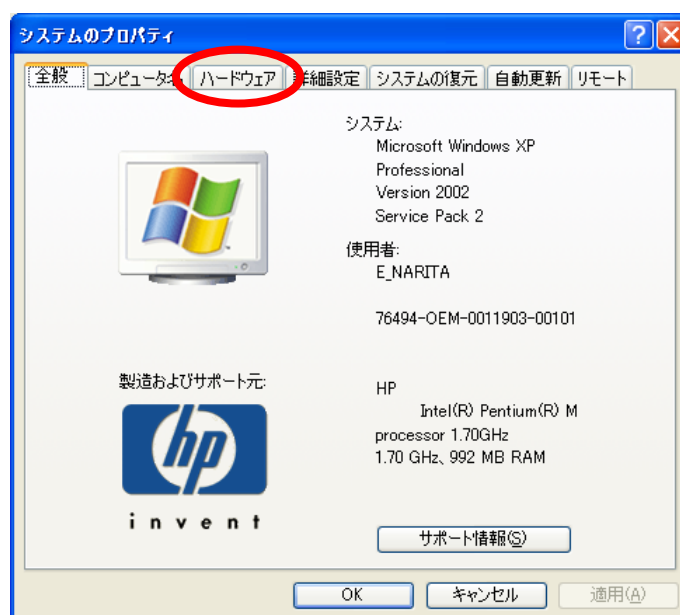 システムのプロパティ
全般 コンピュータ名 ハードウェア 詳細設定 システムの復元 自動更新 リモート
システム:
Microsoft Windows XP
Professional
Version 2002
Service Pack 2
使用者:
E_NARITA
76494-OEM-0011903-00101
製造およびサポート元:
HP
Intel(R) Pentium(R) M
processor 1.70GHz
1.70 GHz、992 MB RAM
hp
invent
サポート情報(S)
OK キャンセル 適用(A)